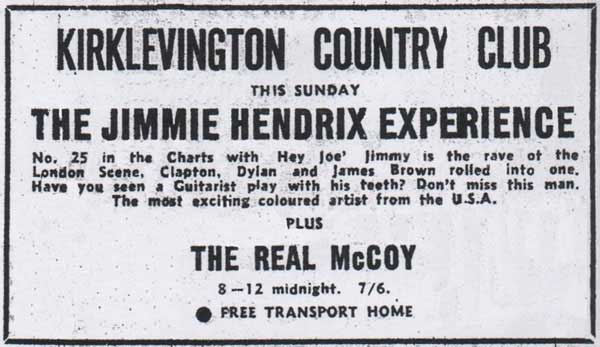 KIRKLEVINGTON COUNTRY CLUB
THIS SUNDAY
THE JIMMIE HENDRIX EXPERIENCE
No. 25 in the Charts with Hey Joe' Jimmy is the rave of the
London Scene, Clapton, Dylan and James Brown rolled into one.
Have you seen a Guitarist play with his teeth? Don't miss this man.
The most exciting coloured artist from the U.S.A.
PLUS
THE REAL McCOY
8—12 midnight. 7/6.
● FREE TRANSPORT HOME